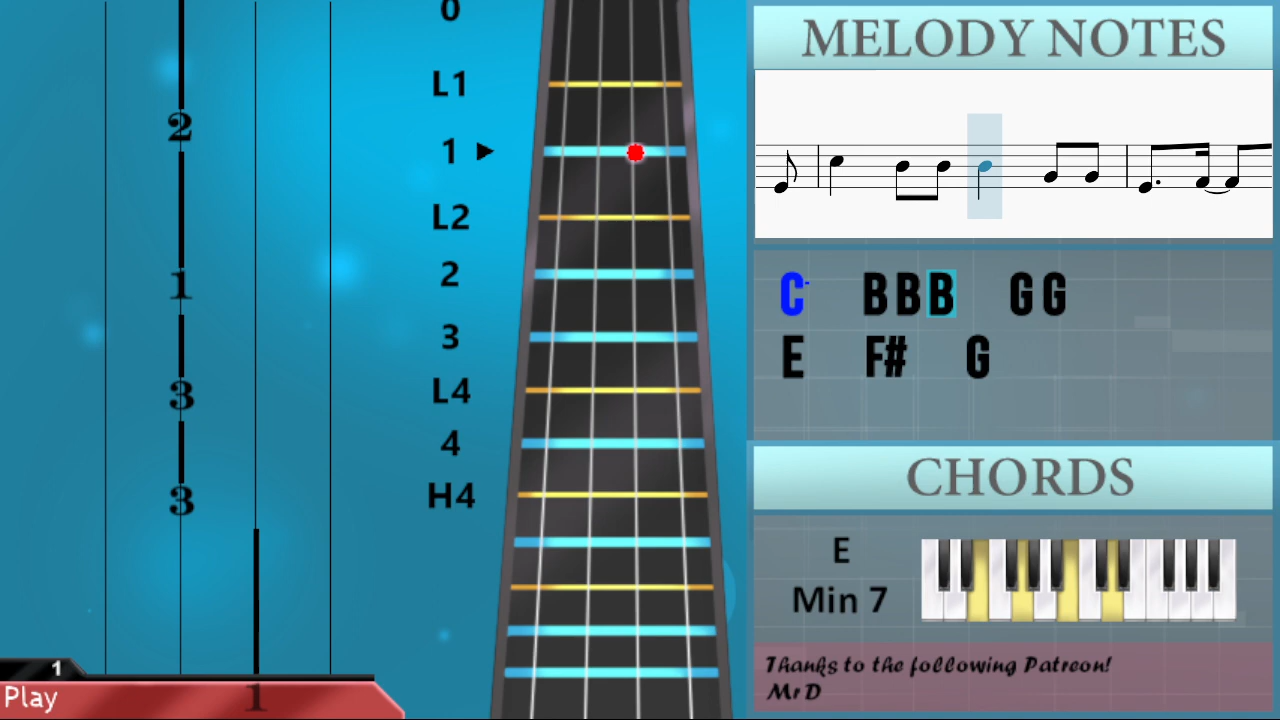 0
L1
2
1
L2
2
1
3
L4
3
4
H4
3
1
Play
1
MELODY NOTES
C BBB GG
E F# G
CHORDS
E
Min 7
Thanks to the following Patreon!
Mr D